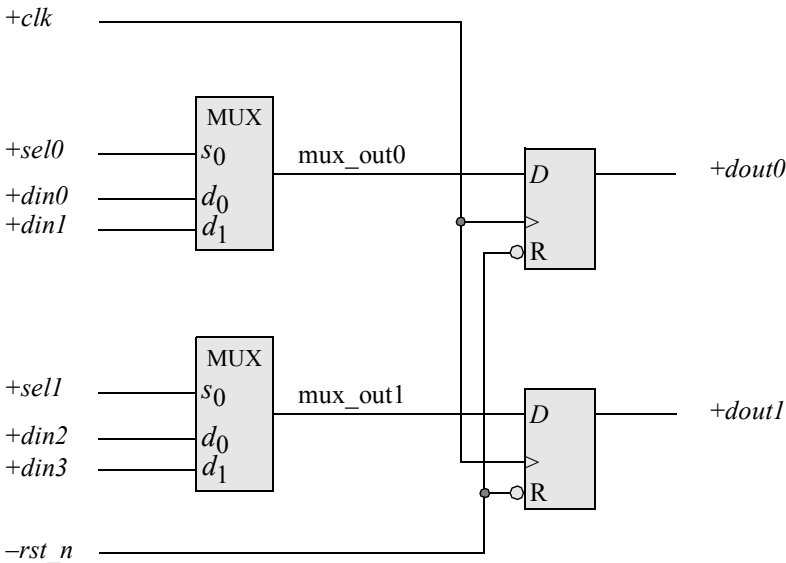 +clk
MUX
+sel0
s0
mux_out0
D
+dout0
+din0
d0
+din1
d1
>
R
MUX
+sel1
s0
mux_out1
D
+dout1
+din2
d0
+din3
d1
>
R
–rst_n